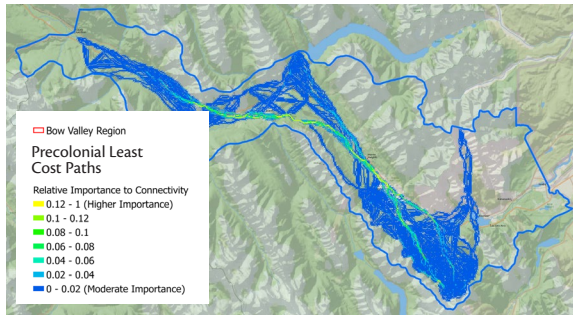 Bow Valley Region
Precolonial Least
Cost Paths
Relative Importance to Connectivity
0.12 - 1 (Higher Importance)
0.1 - 0.12
0.08 - 0.1
0.06 - 0.08
0.04 - 0.06
0.02 - 0.04
0 - 0.02 (Moderate Importance)